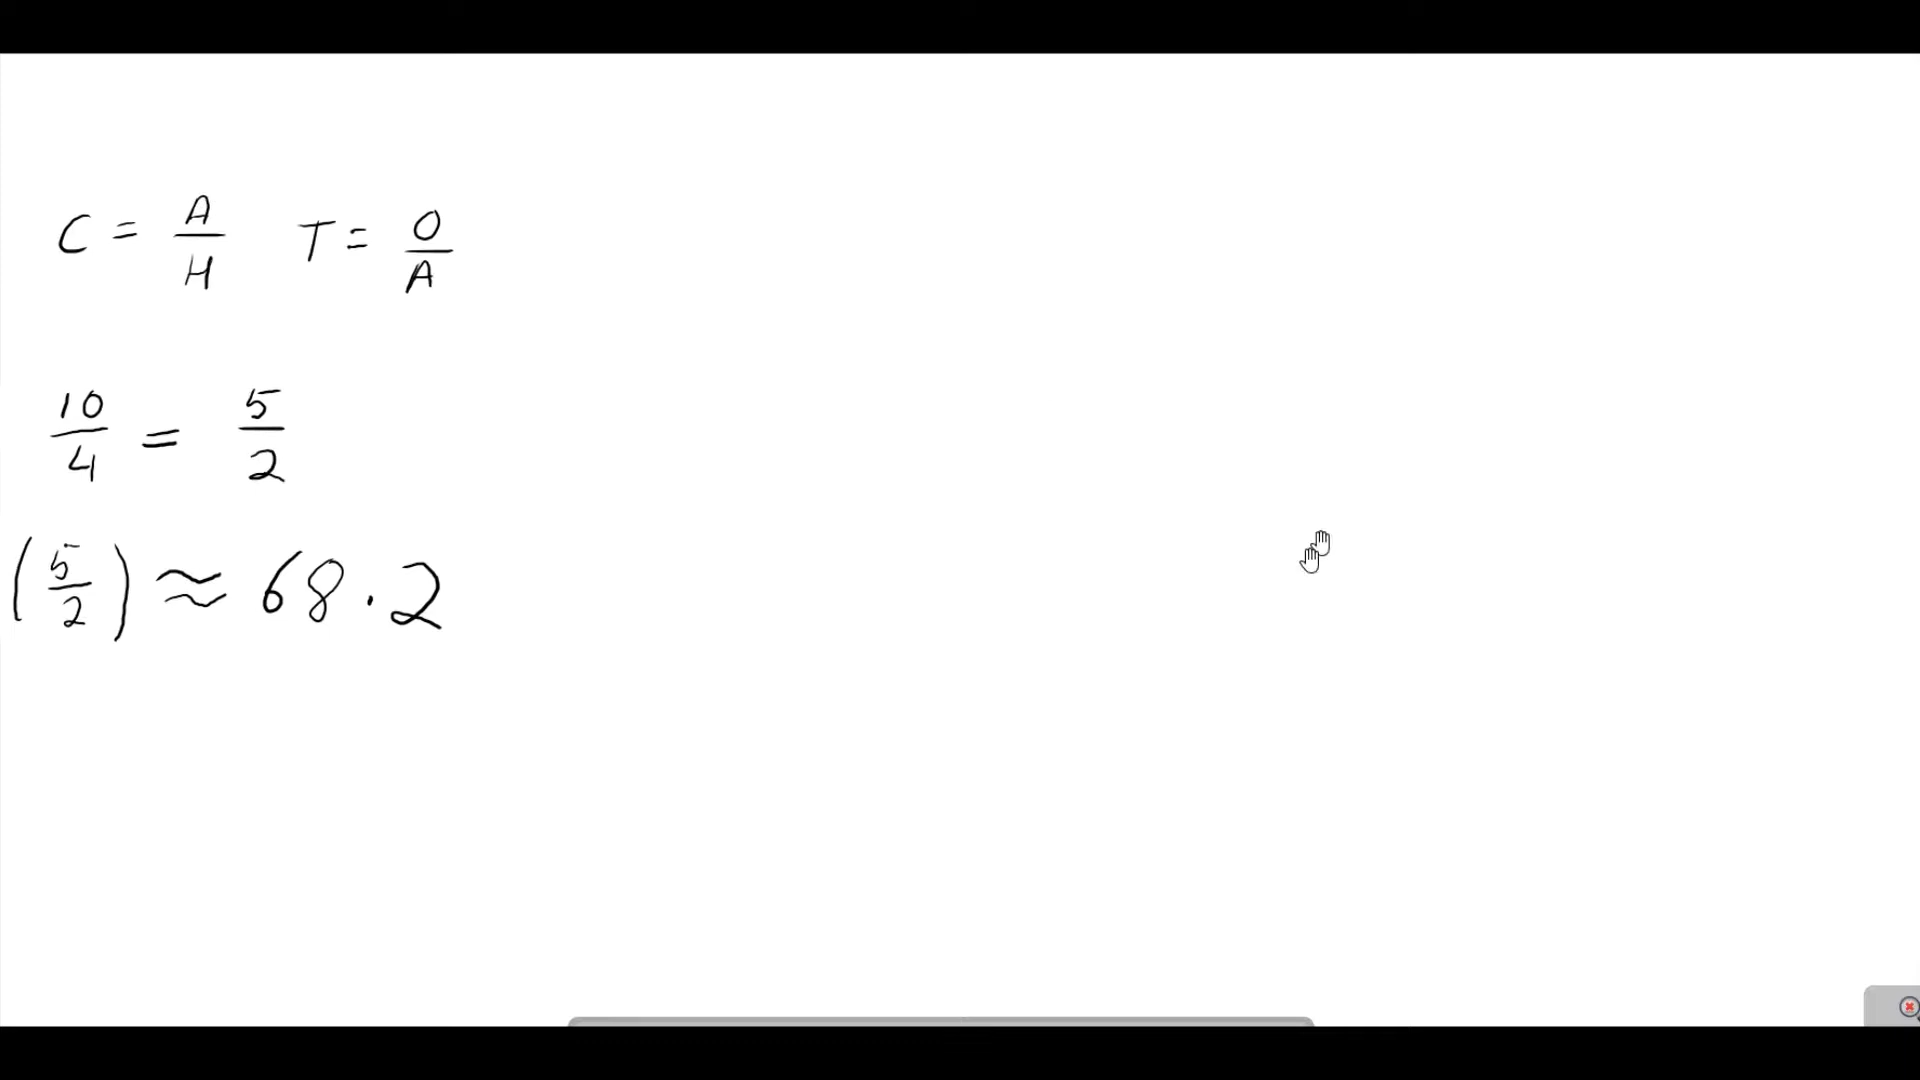 C = A/H T = O/A
10/4 = 5/2
(5/2) ≈ 68.2